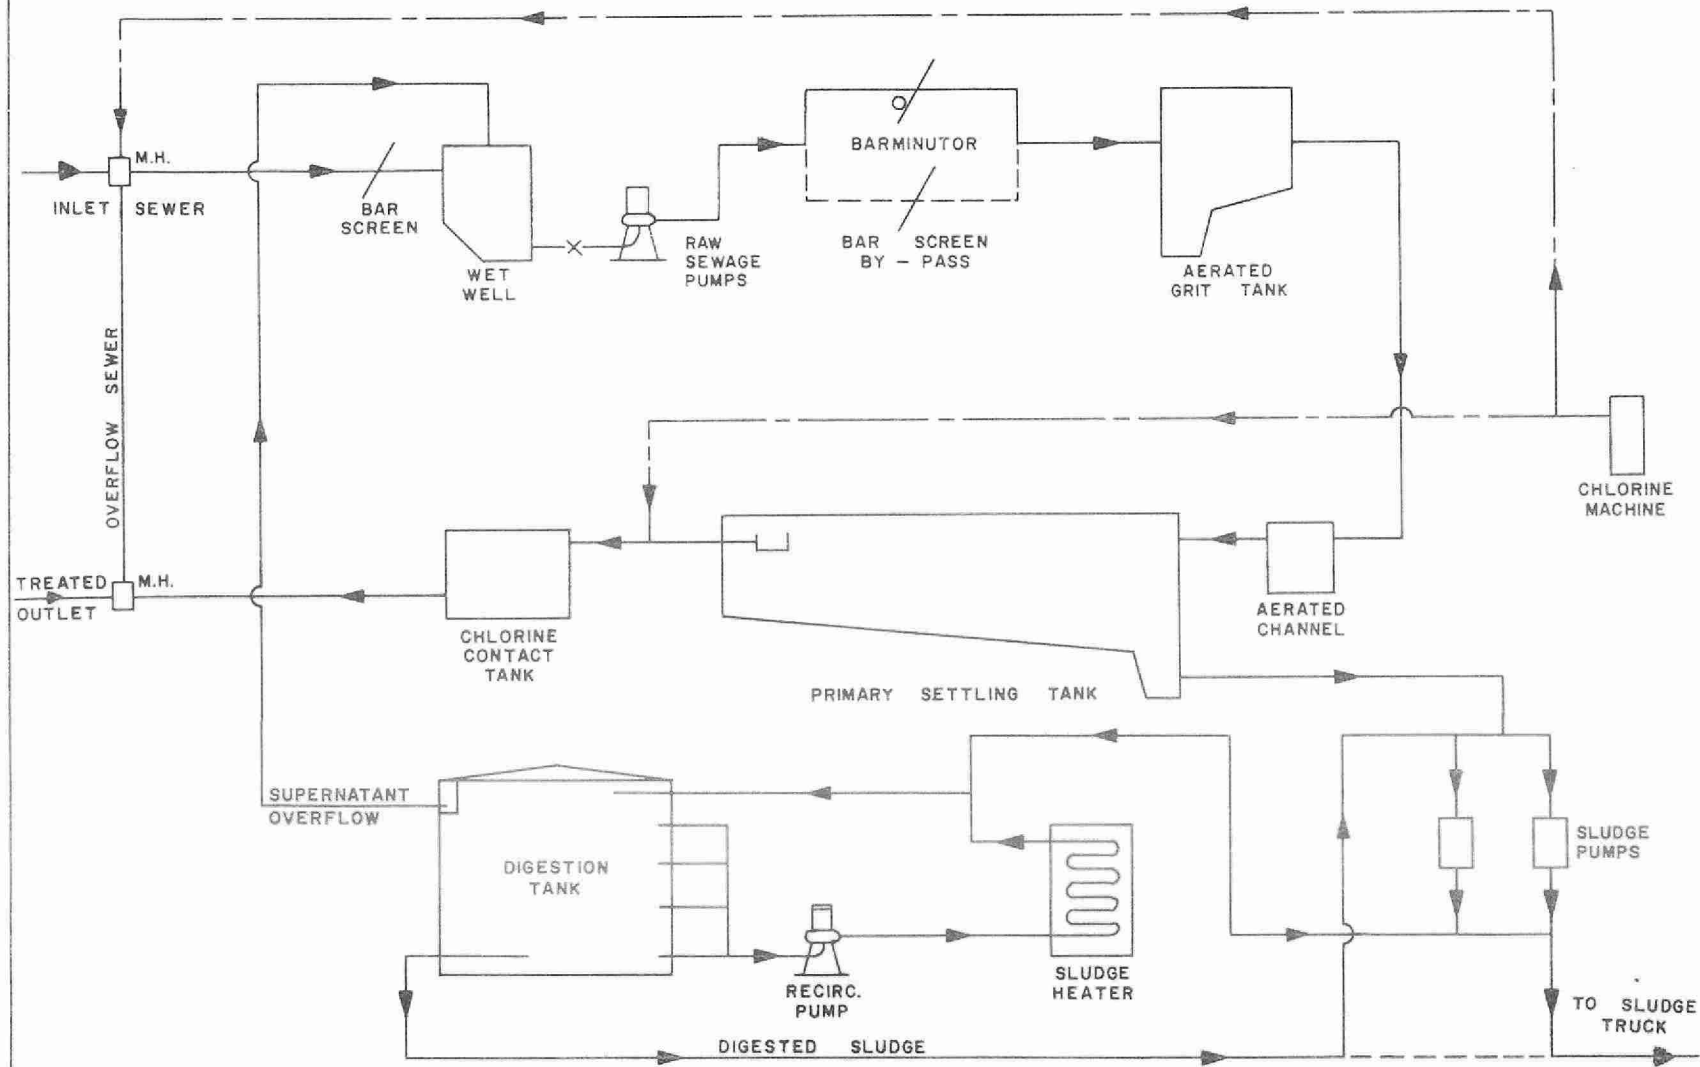 M.H.
INLET SEWER
BAR
SCREEN
WET
WELL
RAW
SEWAGE
PUMPS
BARMINUTOR
BAR SCREEN
BY - PASS
AERATED
GRIT TANK
OVERFLOW SEWER
CHLORINE
MACHINE
TREATED
OUTLET
M.H.
CHLORINE
CONTACT
TANK
AERATED
CHANNEL
PRIMARY SETTLING TANK
SUPERNATANT
OVERFLOW
DIGESTION
TANK
SLUDGE
PUMPS
RECIRC.
PUMP
SLUDGE
HEATER
TO SLUDGE
TRUCK
DIGESTED SLUDGE